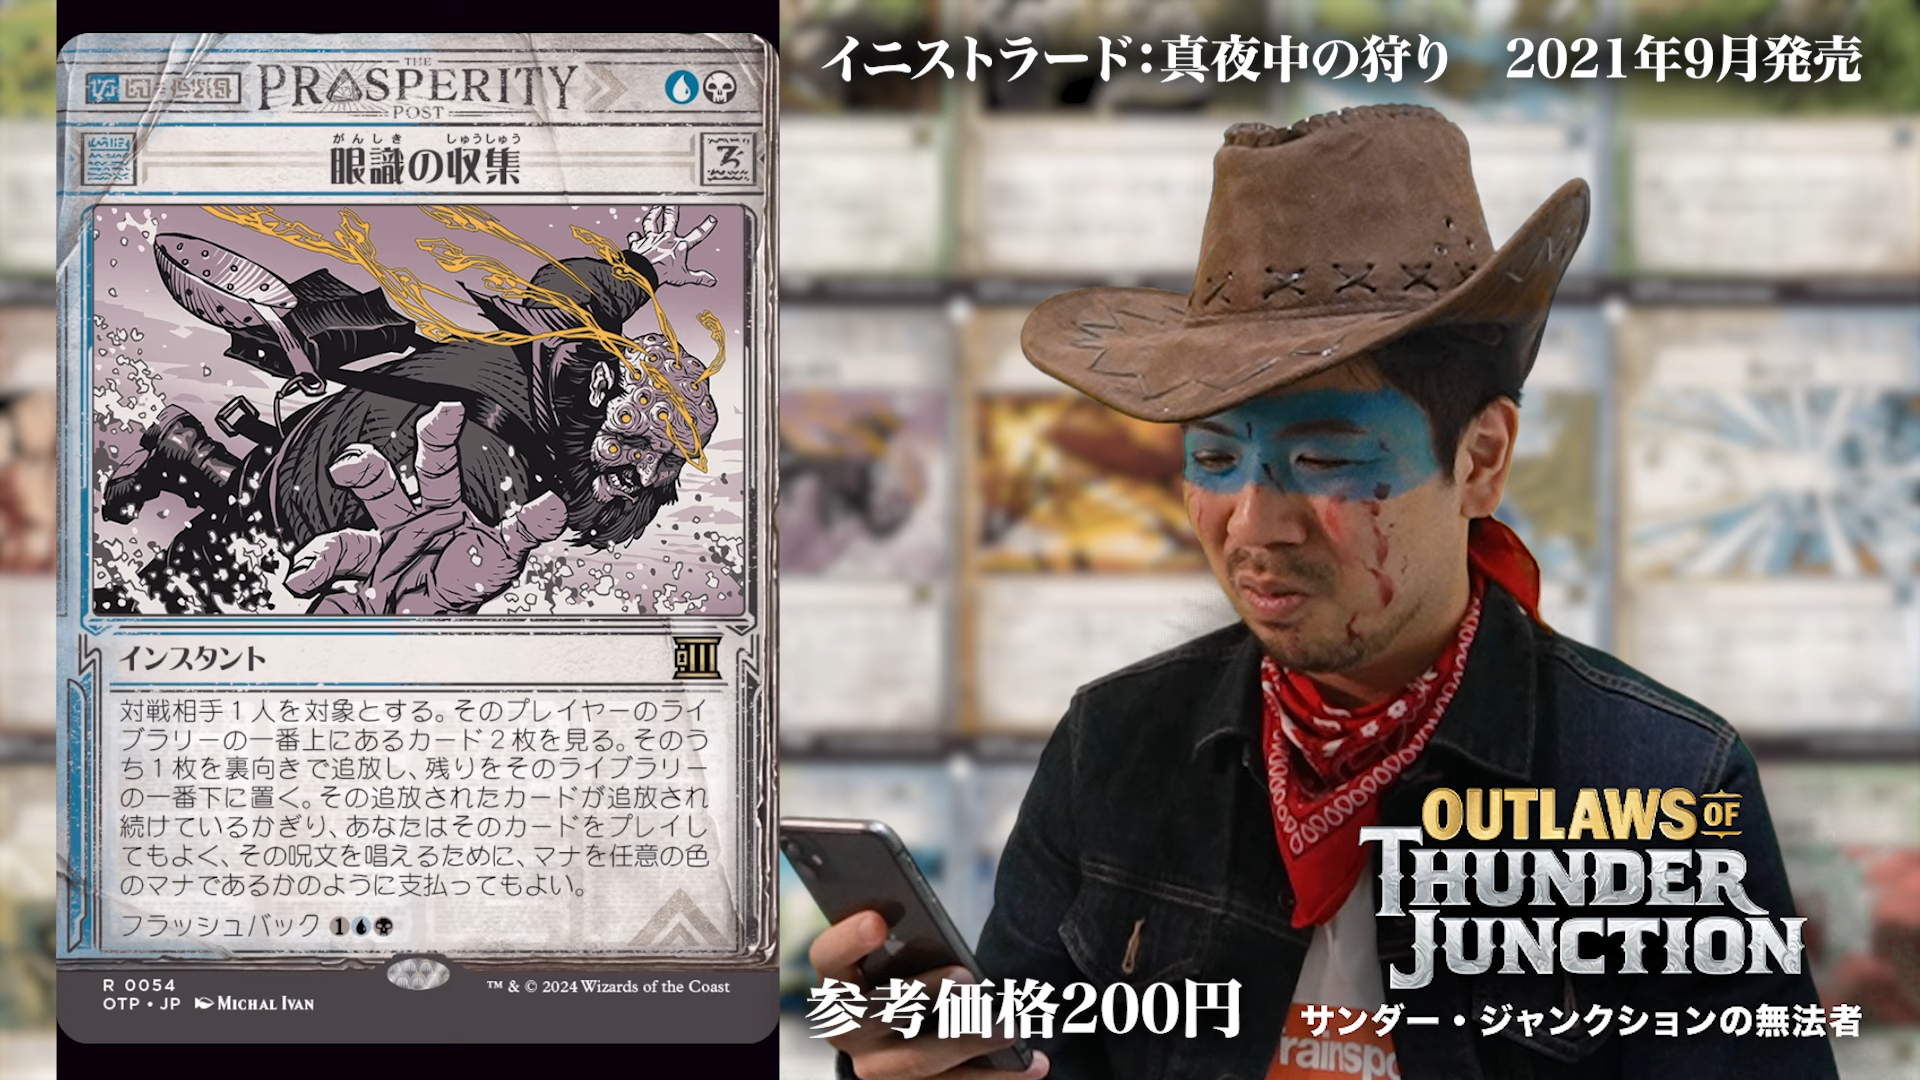 イニストラード：真夜中の狩り　2021年9月発売
THE
PROSPERITY
POST
がんしき しゅうしゅう
眼識の収集
インスタント
対戦相手1人を対象とする。そのプレイヤーのライ
ブラリーの一番上にあるカード2枚を見る。そのう
ち1枚を裏向きで追放し、残りをそのライブラリー
の一番下に置く。その追放されたカードが追放され
続けているかぎり、あなたはそのカードをプレイし
てもよく、その呪文を唱えるために、マナを任意の色
のマナであるかのように支払ってもよい。
フラッシュバック 1
R 0054
OTP • JP MICHAL IVAN
™ & © 2024 Wizards of the Coast
参考価格200円
OUTLAWS OF
THUNDER
JUNCTION
サンダー・ジャンクションの無法者
rainspo